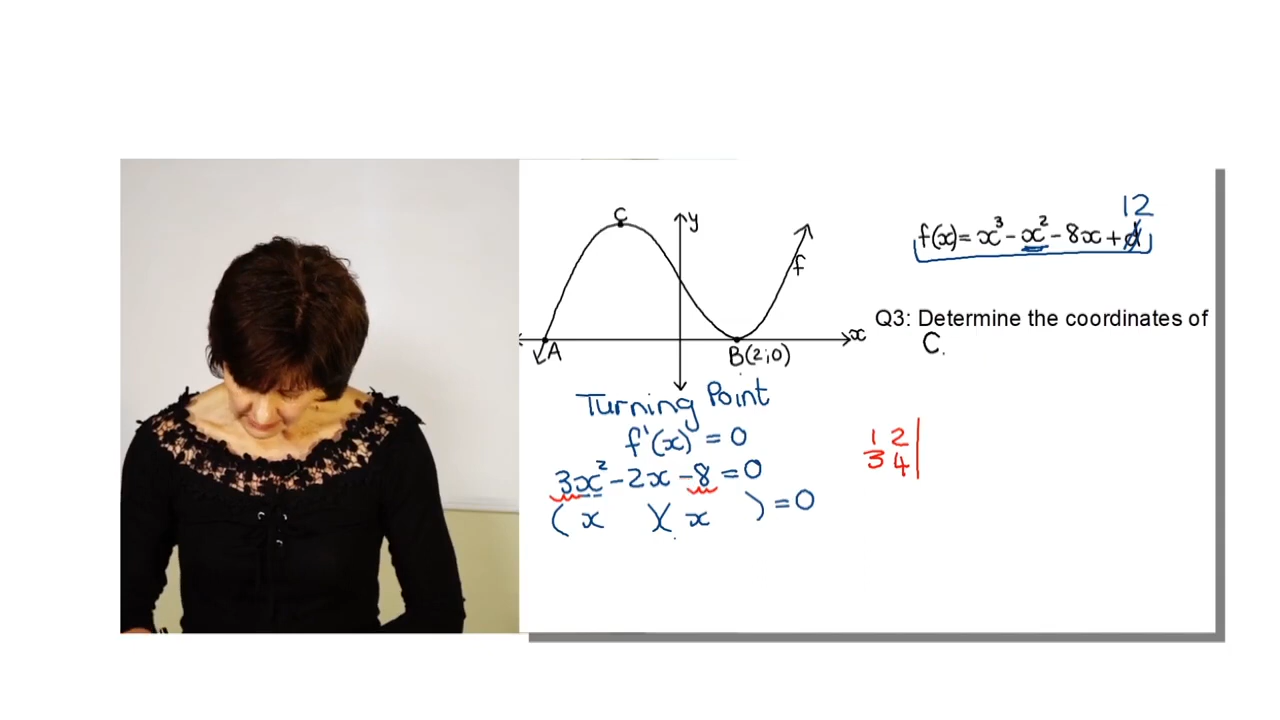 12
f(x) = x³ - x² - 8x + d
C
y
f
Q3: Determine the coordinates of
C.
x
A
B(2;0)
Turning Point
f'(x) = 0
3x² - 2x - 8 = 0
( x )( x ) = 0
1 2
3 4